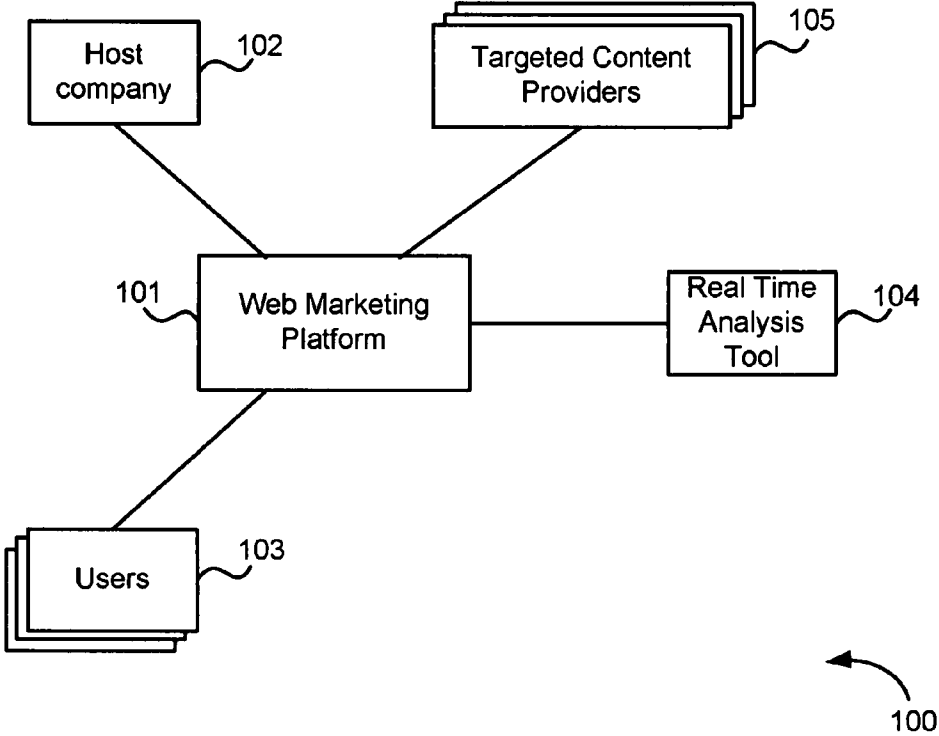 Host
company
102
Targeted Content
Providers
105
101
Web Marketing
Platform
Real Time
Analysis
Tool
104
Users
103
100